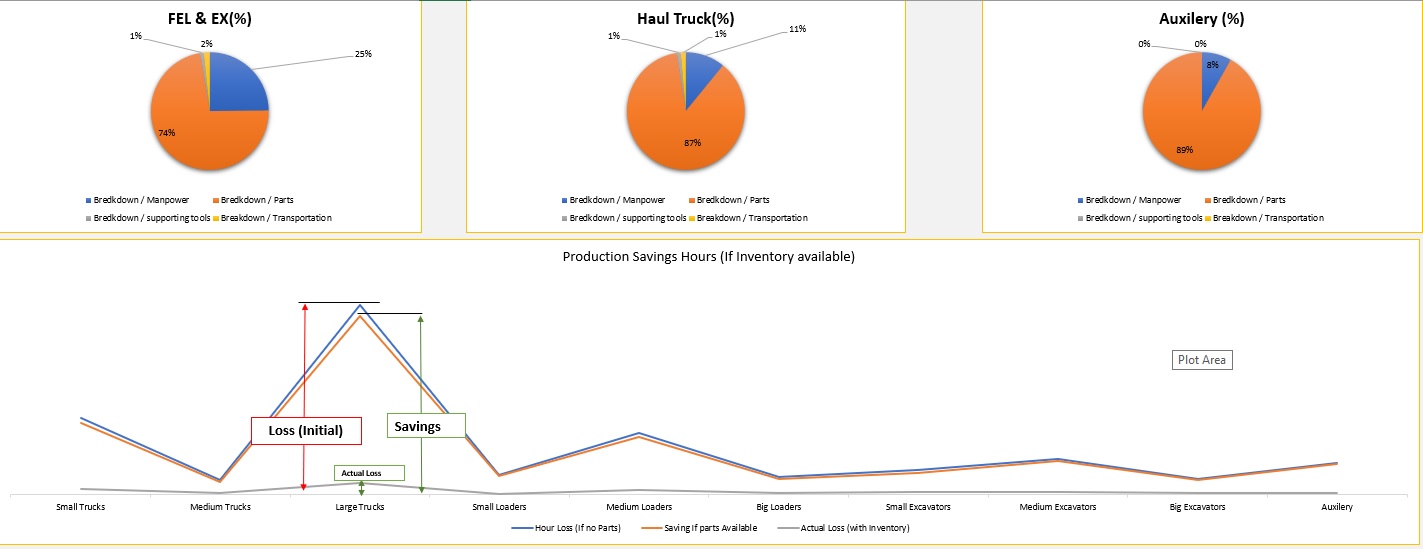 FEL & EX(%)
1%
2%
25%
74%
Bredkdown / Manpower
Bredkdown / Parts
Bredkdown / supporting tools
Breakdown / Transportation
Haul Truck(%)
1%
1%
11%
87%
Bredkdown / Manpower
Bredkdown / Parts
Bredkdown / supporting tools
Breakdown / Transportation
Auxilery (%)
0%
0%
8%
89%
Bredkdown / Manpower
Bredkdown / Parts
Bredkdown / supporting tools
Breakdown / Transportation
Production Savings Hours (If Inventory available)
Plot Area
Loss (Initial)
Savings
Actual Loss
Small Trucks
Medium Trucks
Large Trucks
Small Loaders
Medium Loaders
Big Loaders
Small Excavators
Medium Excavators
Big Excavators
Auxilery
Hour Loss (If no Parts)
Saving If parts Available
Actual Loss (with Inventory)